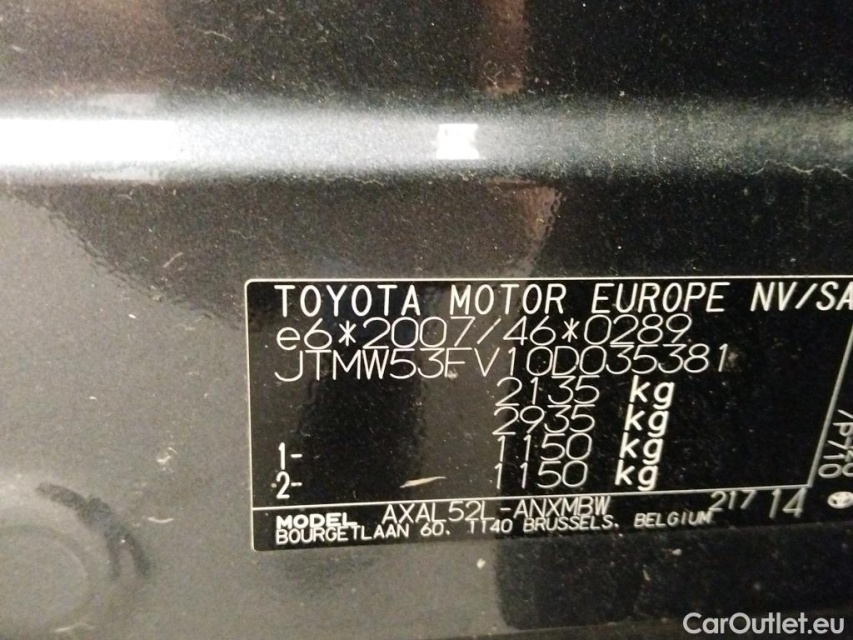 TOYOTA MOTOR EUROPE NV/SA
e6*2007/46*0289
JTMW53FV10D035381
2135 kg
2935 kg
1- 1150 kg
2- 1150 kg
MODEL AXAL52L-ANXMBW 217 14
BOURGETLAAN 60, 1140 BRUSSELS, BELGIUM
/P710
CarOutlet.eu